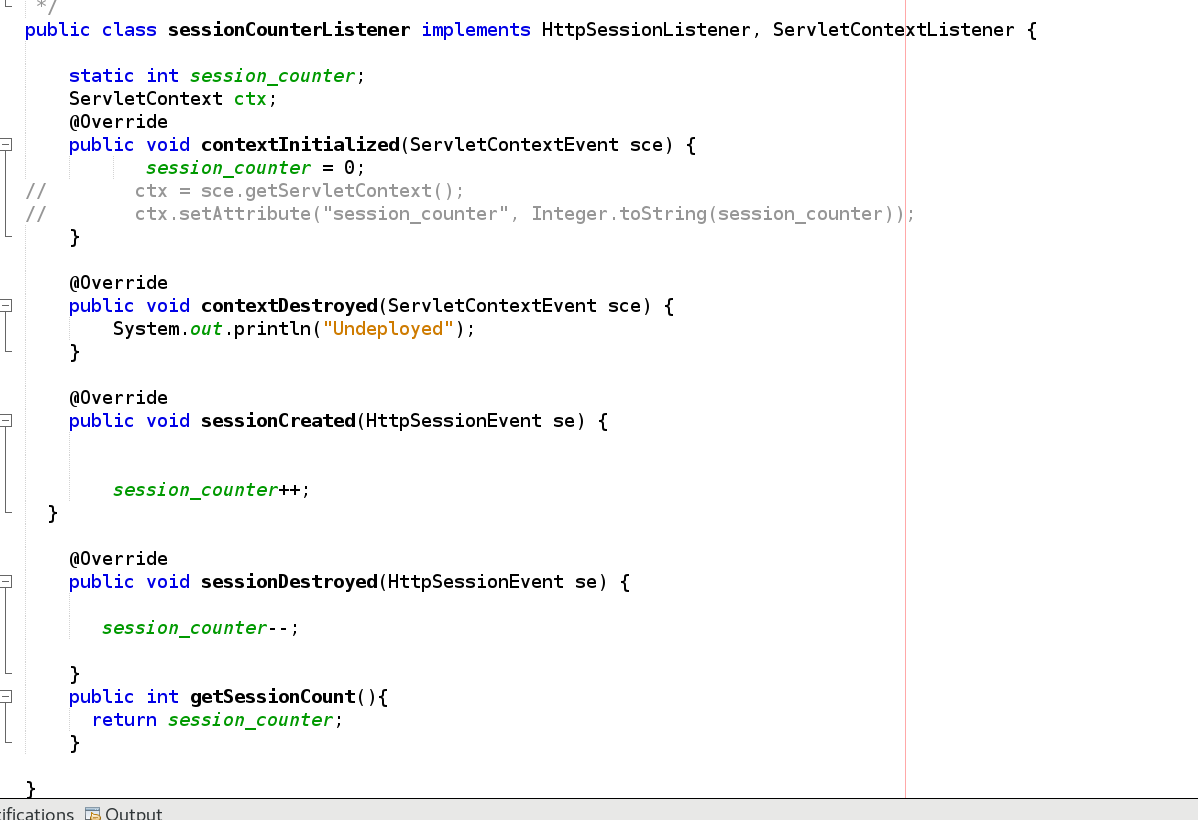 */
public class sessionCounterListener implements HttpSessionListener, ServletContextListener {
static int session_counter;
ServletContext ctx;
@Override
public void contextInitialized(ServletContextEvent sce) {
session_counter = 0;
// ctx = sce.getServletContext();
// ctx.setAttribute("session_counter", Integer.toString(session_counter));
}
@Override
public void contextDestroyed(ServletContextEvent sce) {
System.out.println("Undeployed");
}
@Override
public void sessionCreated(HttpSessionEvent se) {
session_counter++;
}
@Override
public void sessionDestroyed(HttpSessionEvent se) {
session_counter--;
}
public int getSessionCount(){
return session_counter;
}
}
ifications Output